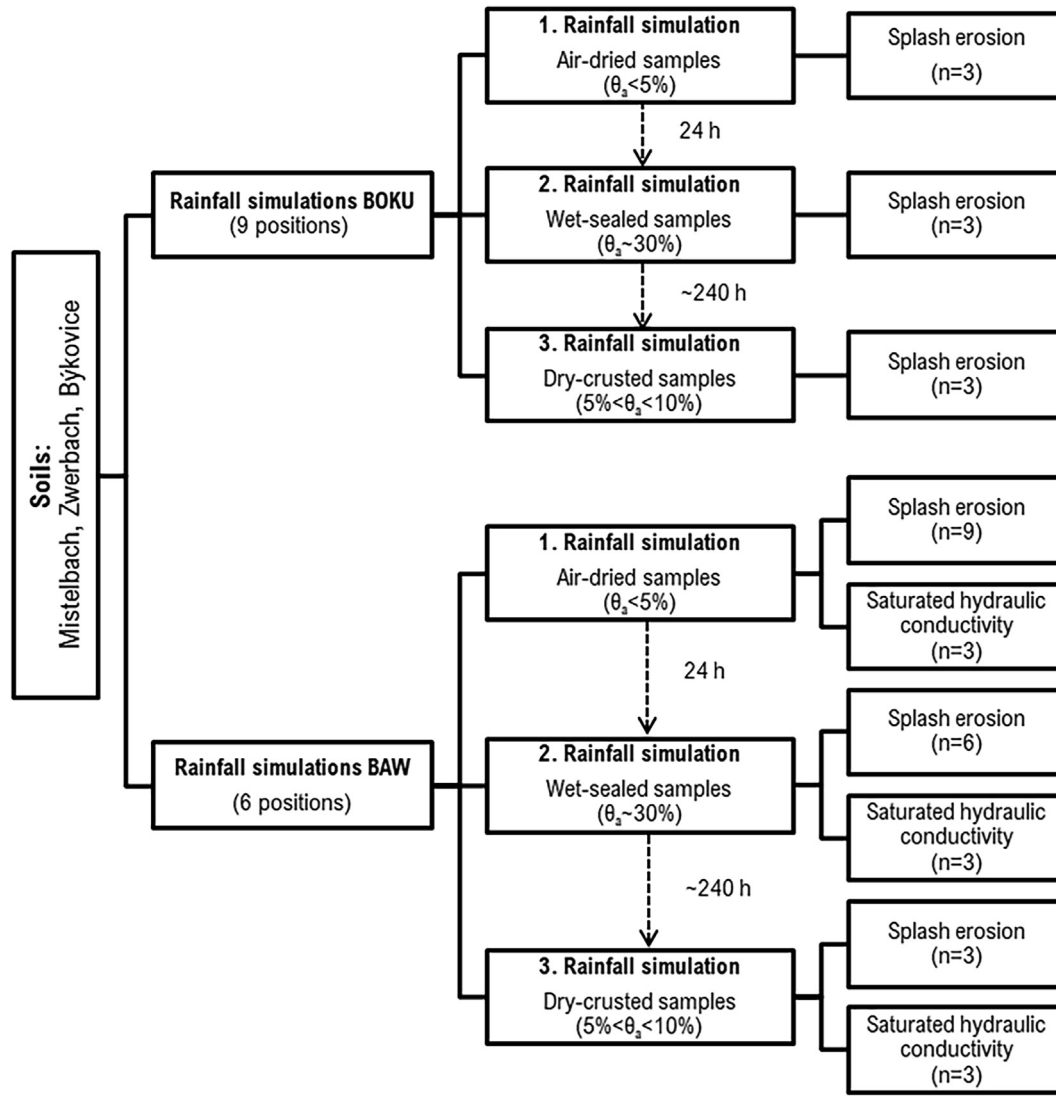 Soils:
Mistelbach, Zwerbach, Býkovice
Rainfall simulations BOKU
(9 positions)
1. Rainfall simulation
Air-dried samples
(θₐ<5%)
Splash erosion
(n=3)
24 h
2. Rainfall simulation
Wet-sealed samples
(θₐ~30%)
Splash erosion
(n=3)
~240 h
3. Rainfall simulation
Dry-crusted samples
(5%<θₐ<10%)
Splash erosion
(n=3)
Rainfall simulations BAW
(6 positions)
1. Rainfall simulation
Air-dried samples
(θₐ<5%)
Splash erosion
(n=9)
Saturated hydraulic
conductivity
(n=3)
24 h
2. Rainfall simulation
Wet-sealed samples
(θₐ~30%)
Splash erosion
(n=6)
Saturated hydraulic
conductivity
(n=3)
~240 h
3. Rainfall simulation
Dry-crusted samples
(5%<θₐ<10%)
Splash erosion
(n=3)
Saturated hydraulic
conductivity
(n=3)